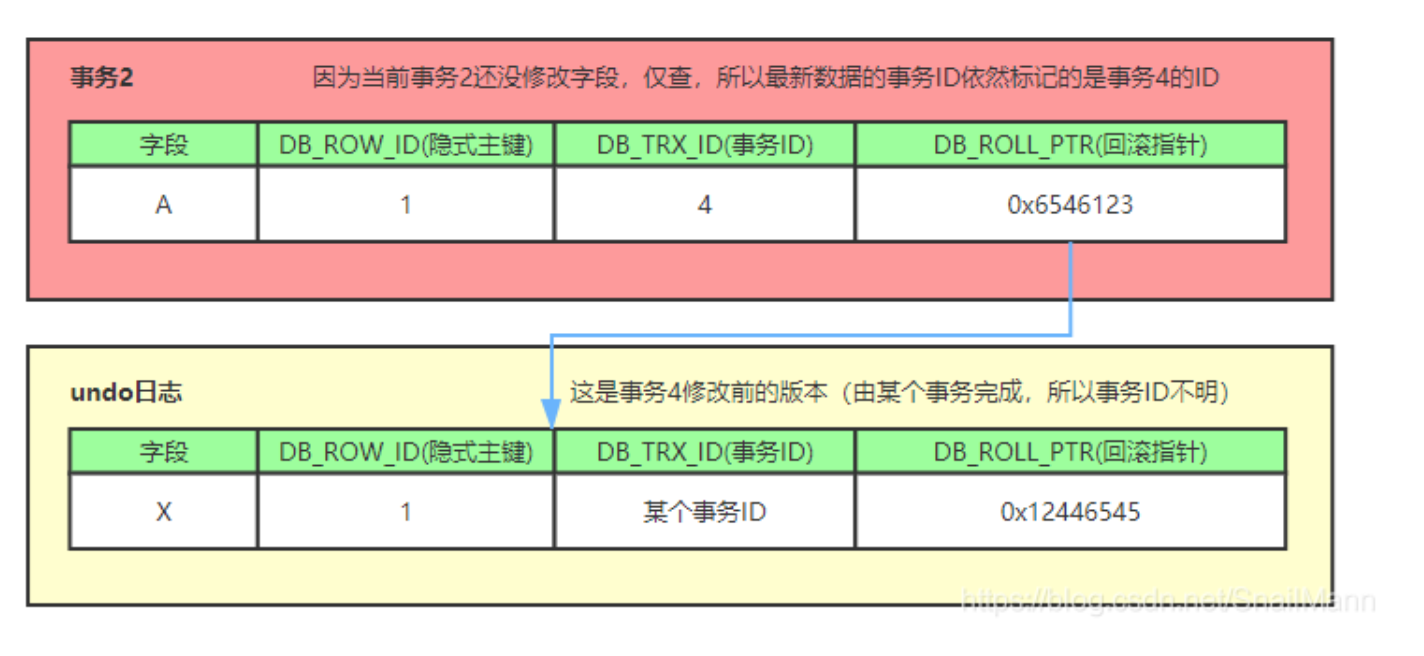 事务2 因为当前事务2还没修改字段，仅查，所以最新数据的事务ID依然标记的是事务4的ID
字段 DB_ROW_ID(隐式主键) DB_TRX_ID(事务ID) DB_ROLL_PTR(回滚指针)
A 1 4 0x6546123
undo日志 这是事务4修改前的版本（由某个事务完成，所以事务ID不明）
字段 DB_ROW_ID(隐式主键) DB_TRX_ID(事务ID) DB_ROLL_PTR(回滚指针)
X 1 某个事务ID 0x12446545
https://blog.csdn.net/SnailMann